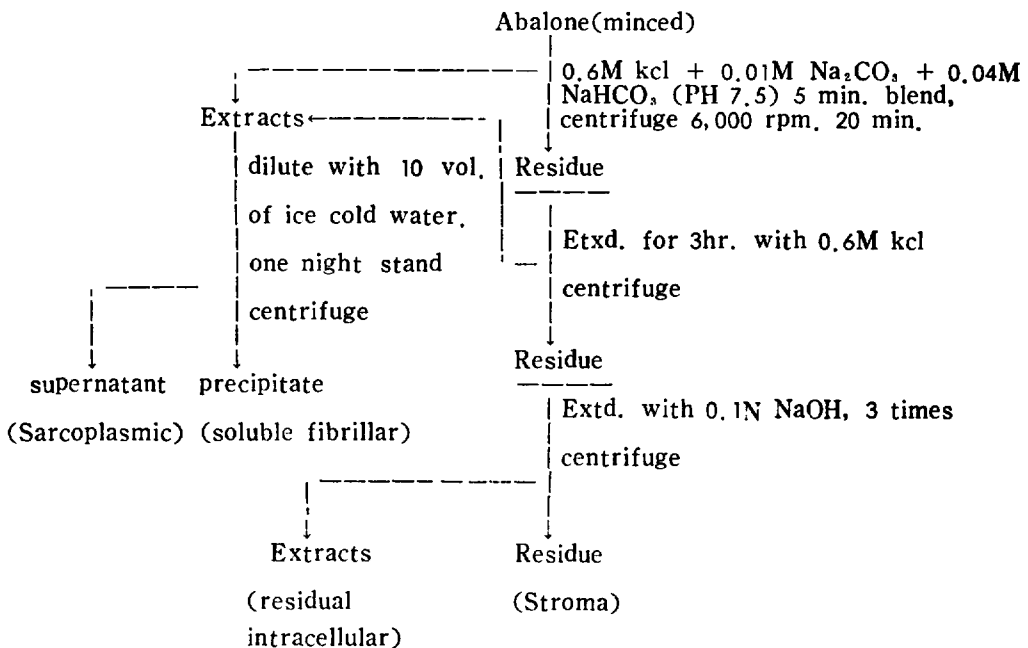 Abalone(minced)
0.6M kcl + 0.01M Na₂CO₃ + 0.04M
NaHCO₃ (PH 7.5) 5 min. blend,
centrifuge 6,000 rpm. 20 min.
Extracts
dilute with 10 vol.
of ice cold water.
one night stand
centrifuge
Residue
Etxd. for 3hr. with 0.6M kcl
centrifuge
supernatant precipitate
(Sarcoplasmic) (soluble fibrillar)
Residue
Extd. with 0.1N NaOH, 3 times
centrifuge
Extracts
(residual
intracellular)
Residue
(Stroma)